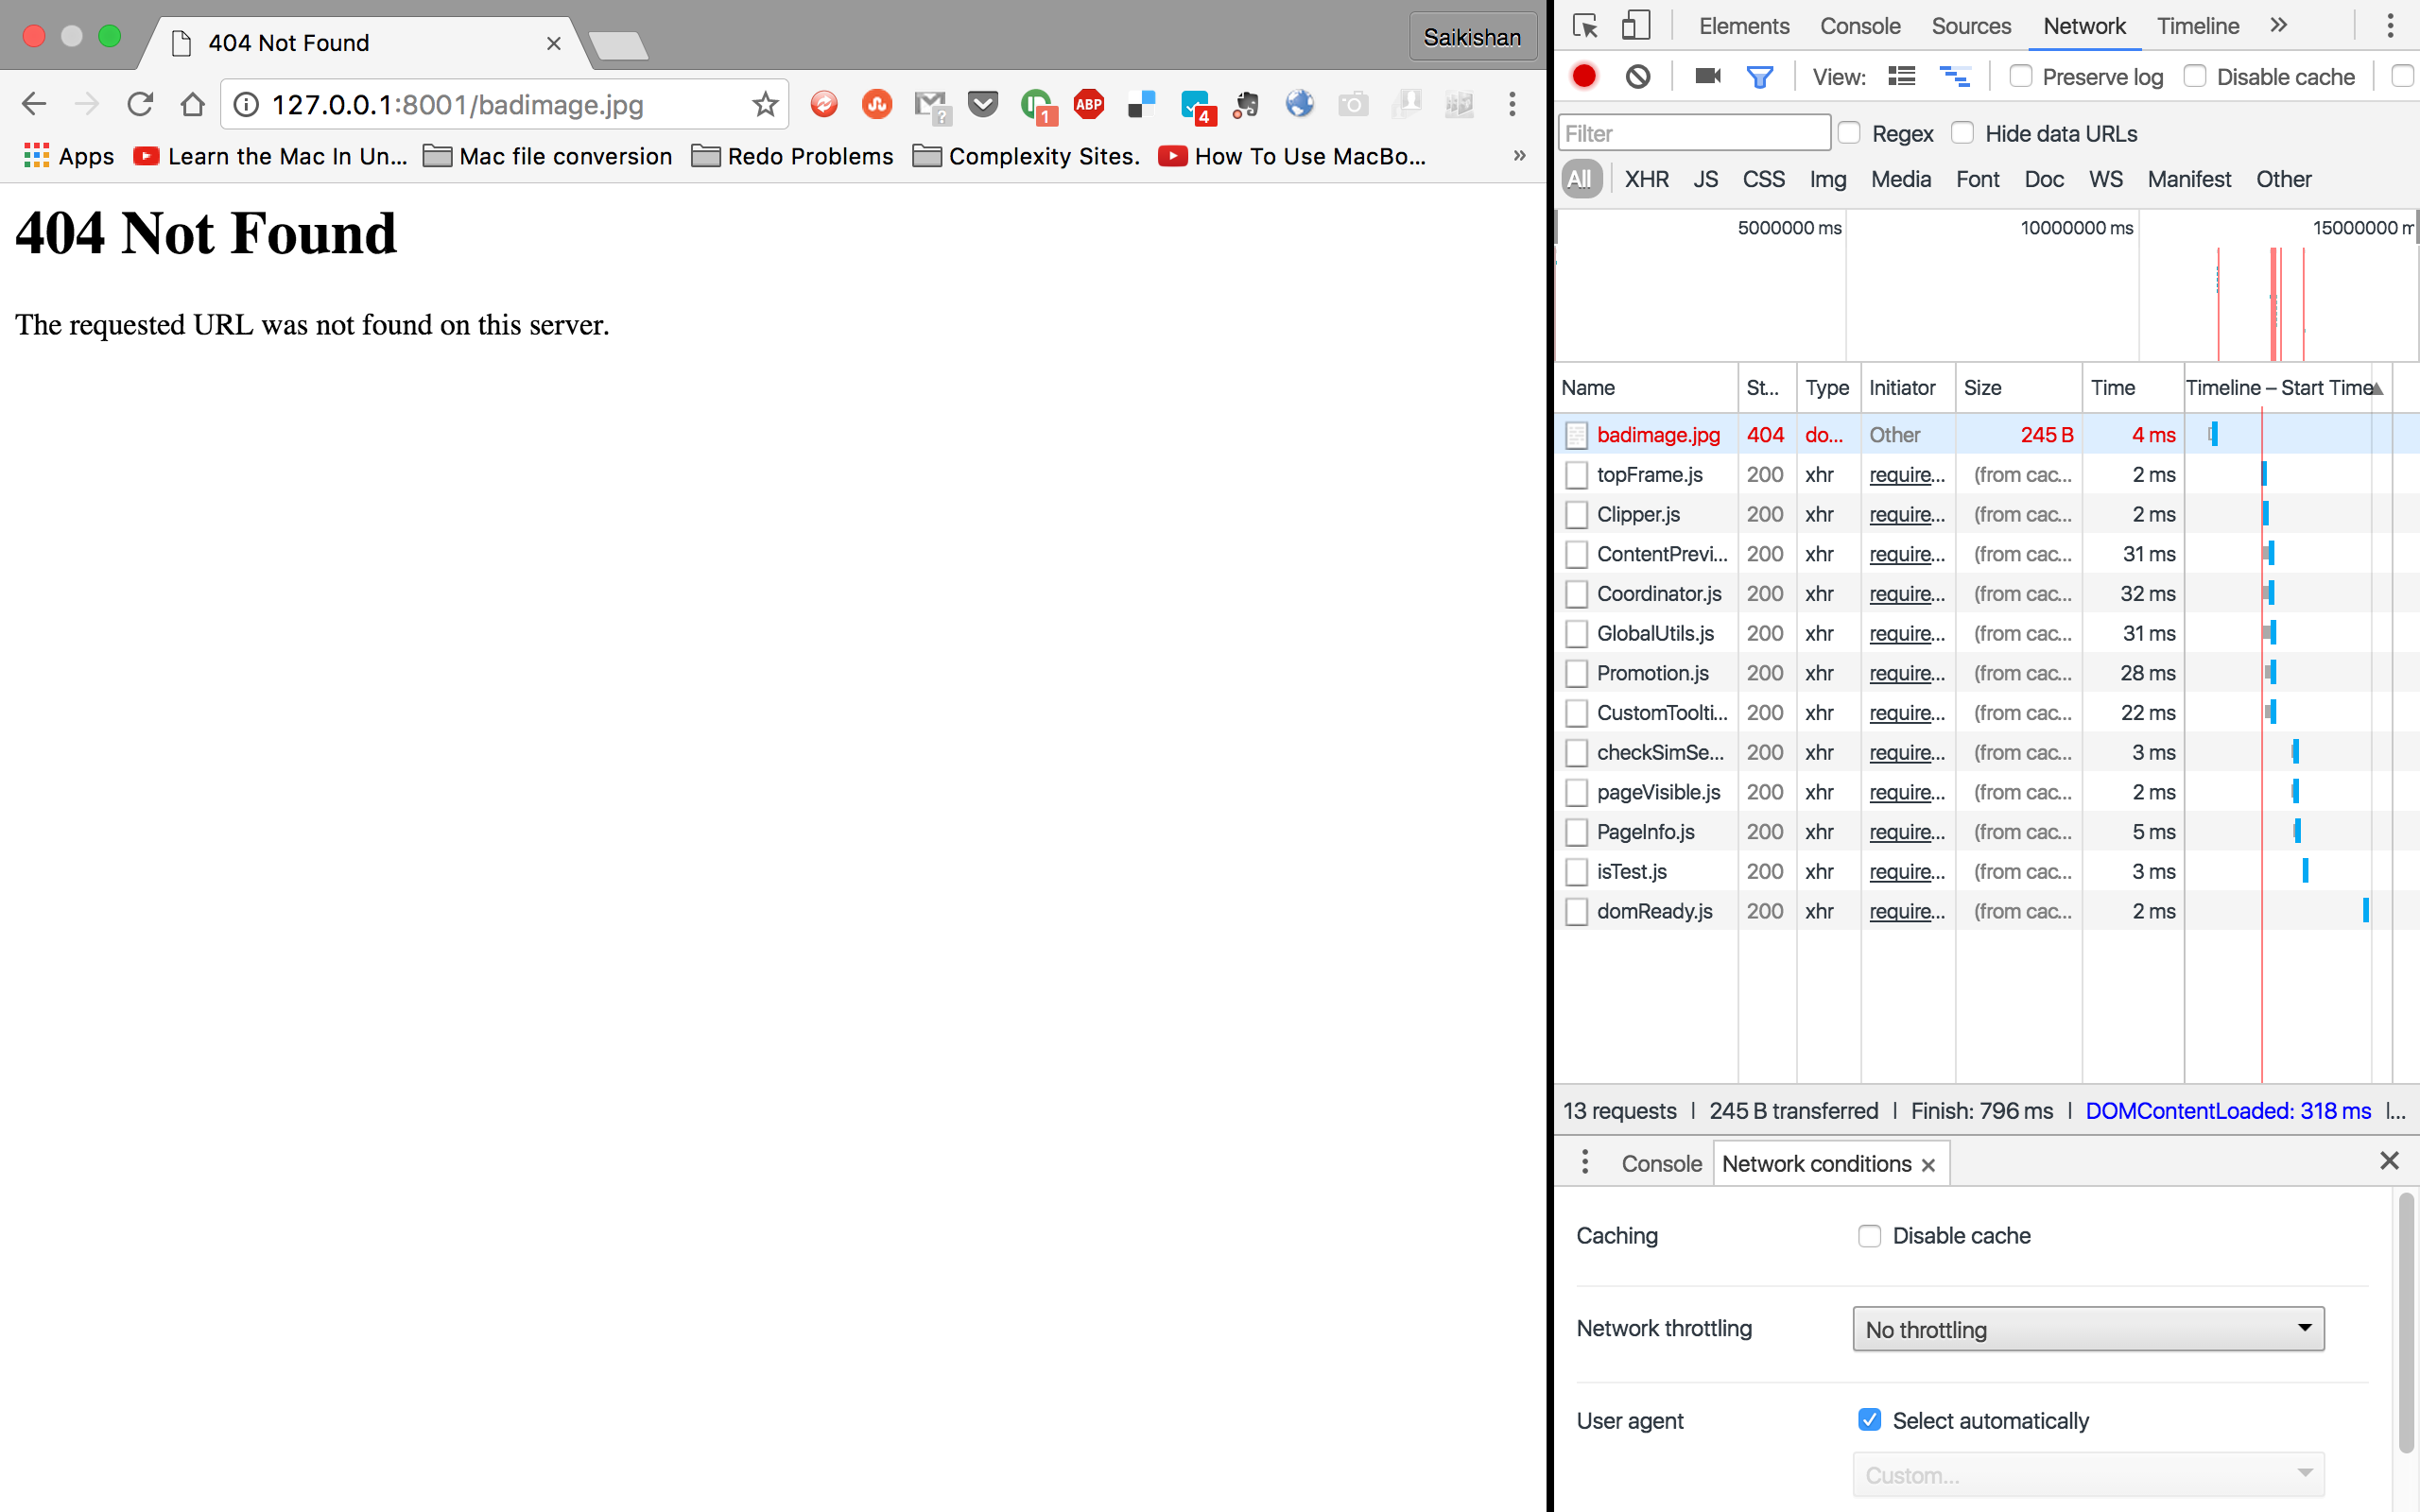 404 Not Found
Saikishan
127.0.0.1:8001/badimage.jpg
? 1 ABP 4
Apps Learn the Mac In Un... Mac file conversion Redo Problems Complexity Sites. How To Use MacBo... »
404 Not Found
The requested URL was not found on this server.
Elements Console Sources Network Timeline »
View: Preserve log Disable cache
Filter Regex Hide data URLs
All XHR JS CSS Img Media Font Doc WS Manifest Other
5000000 ms 10000000 ms 15000000 m
Name St... Type Initiator Size Time Timeline – Start Time
badimage.jpg 404 do... Other 245 B 4 ms
topFrame.js 200 xhr require... (from cac... 2 ms
Clipper.js 200 xhr require... (from cac... 2 ms
ContentPrevi... 200 xhr require... (from cac... 31 ms
Coordinator.js 200 xhr require... (from cac... 32 ms
GlobalUtils.js 200 xhr require... (from cac... 31 ms
Promotion.js 200 xhr require... (from cac... 28 ms
CustomToolti... 200 xhr require... (from cac... 22 ms
checkSimSe... 200 xhr require... (from cac... 3 ms
pageVisible.js 200 xhr require... (from cac... 2 ms
PageInfo.js 200 xhr require... (from cac... 5 ms
isTest.js 200 xhr require... (from cac... 3 ms
domReady.js 200 xhr require... (from cac... 2 ms
13 requests | 245 B transferred | Finish: 796 ms | DOMContentLoaded: 318 ms | ...
Console Network conditions
Caching Disable cache
Network throttling No throttling
User agent Select automatically
Custom...